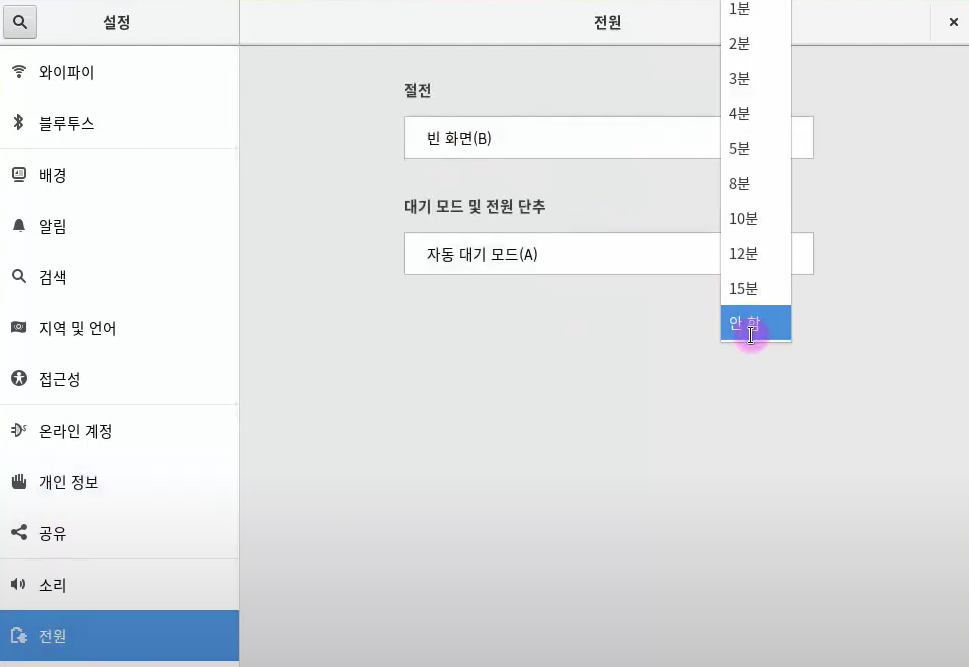 설정
전원
와이파이
블루투스
배경
알림
검색
지역 및 언어
접근성
온라인 계정
개인 정보
공유
소리
전원
절전
빈 화면(B)
대기 모드 및 전원 단추
자동 대기 모드(A)
1분
2분
3분
4분
5분
8분
10분
12분
15분
안 함